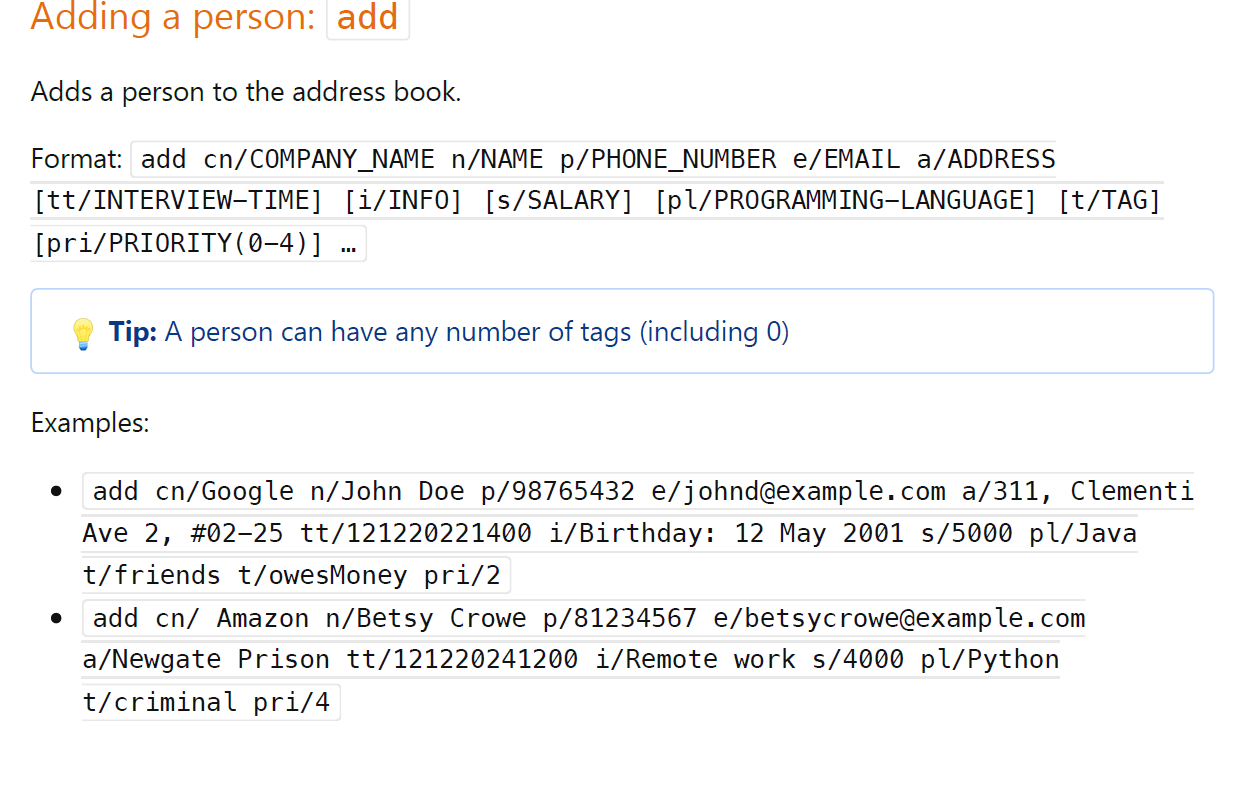 Adding a person: add
Adds a person to the address book.
Format: add cn/COMPANY_NAME n/NAME p/PHONE_NUMBER e/EMAIL a/ADDRESS
[tt/INTERVIEW-TIME] [i/INFO] [s/SALARY] [pl/PROGRAMMING-LANGUAGE] [t/TAG]
[pri/PRIORITY(0-4)] …
Tip: A person can have any number of tags (including 0)
Examples:
• add cn/Google n/John Doe p/98765432 e/johnd@example.com a/311, Clementi
Ave 2, #02-25 tt/121220221400 i/Birthday: 12 May 2001 s/5000 pl/Java
t/friends t/owesMoney pri/2
• add cn/ Amazon n/Betsy Crowe p/81234567 e/betsycrowe@example.com
a/Newgate Prison tt/121220241200 i/Remote work s/4000 pl/Python
t/criminal pri/4